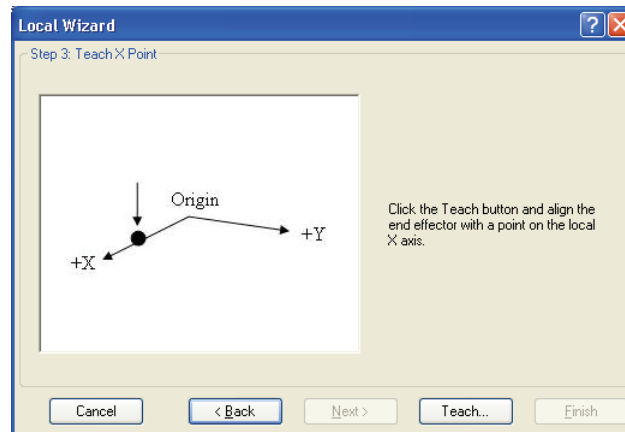 Local Wizard
Step 3: Teach X Point
Origin
+Y
+X
Click the Teach button and align the
end effector with a point on the local
X axis.
Cancel
< Back
Next >
Teach...
Finish